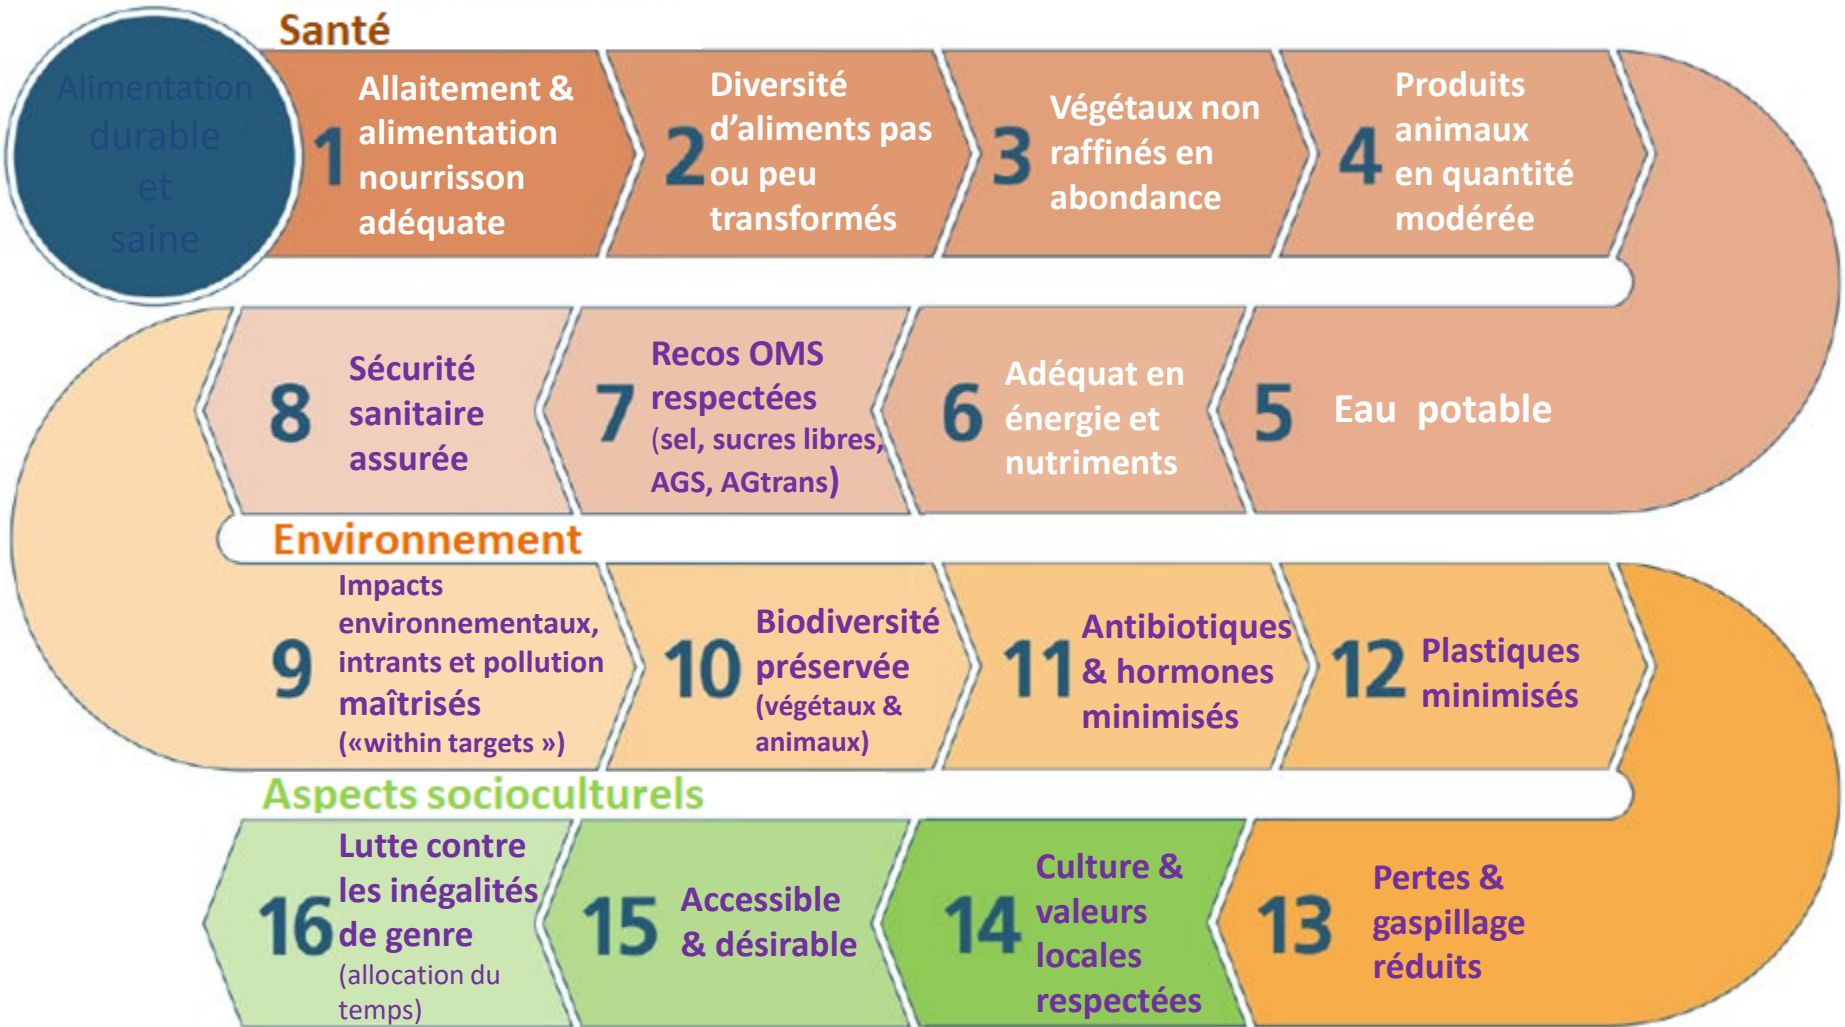 Santé
Alimentation
durable
et
saine
1
Allaitement &
alimentation
nourrisson
adéquate
2
Diversité
d’aliments pas
ou peu
transformés
3
Végétaux non
raffinés en
abondance
4
Produits
animaux
en quantité
modérée
5
Eau potable
6
Adéquat en
énergie et
nutriments
7
Recos OMS
respectées
(sel, sucres libres,
AGS, AGtrans)
8
Sécurité
sanitaire
assurée
Environnement
9
Impacts
environnementaux,
intrants et pollution
maîtrisés
(«within targets »)
10
Biodiversité
préservée
(végétaux &
animaux)
11
Antibiotiques
& hormones
minimisés
12
Plastiques
minimisés
13
Pertes &
gaspillage
réduits
Aspects socioculturels
14
Culture &
valeurs
locales
respectées
15
Accessible
& désirable
16
Lutte contre
les inégalités
de genre
(allocation du
temps)